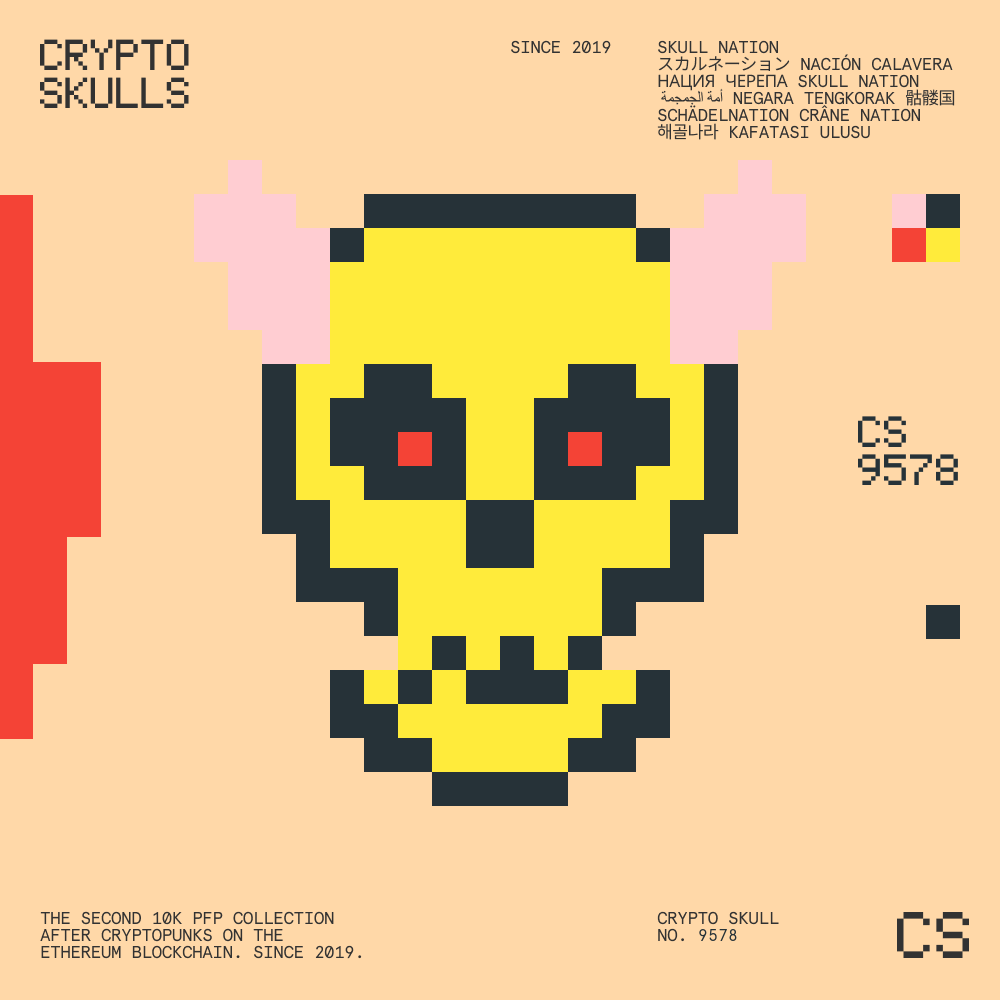 CRYPTO
SKULLS
SINCE 2019
SKULL NATION
スカルネーション NACIÓN CALAVERA
НАЦИЯ ЧЕРЕПА SKULL NATION
أمة الجمجمة NEGARA TENGKORAK 骷髅国
SCHÄDELNATION CRÂNE NATION
해골나라 KAFATASI ULUSU
CS
9578
THE SECOND 10K PFP COLLECTION
AFTER CRYPTOPUNKS ON THE
ETHEREUM BLOCKCHAIN. SINCE 2019.
CRYPTO SKULL
NO. 9578
CS